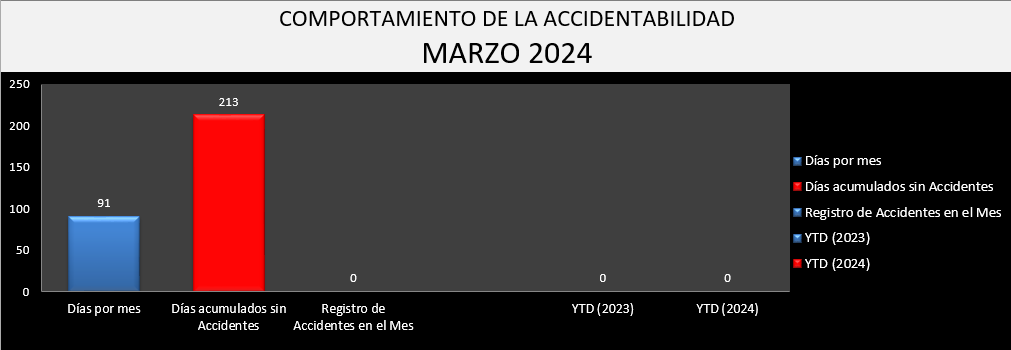 COMPORTAMIENTO DE LA ACCIDENTABILIDAD
MARZO 2024
250
200
150
100
50
0
91
213
0
0
0
Días por mes
Días acumulados sin
Accidentes
Registro de
Accidentes en el Mes
YTD (2023)
YTD (2024)
Días por mes
Días acumulados sin Accidentes
Registro de Accidentes en el Mes
YTD (2023)
YTD (2024)